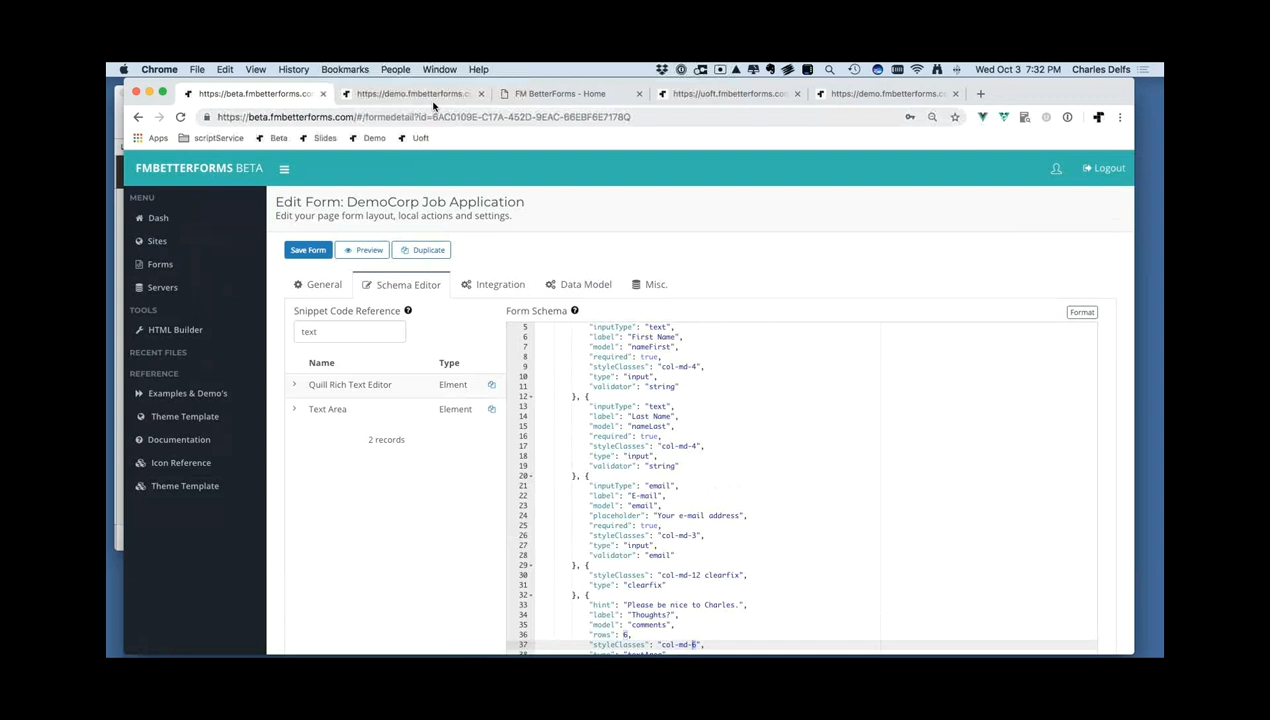 Chrome File Edit View History Bookmarks People Window Help Wed Oct 3 7:32 PM Charles Delfs
https://beta.fmbetterforms.co https://demo.fmbetterforms.c FM BetterForms - Home https://uoft.fmbetterforms.com https://demo.fmbetterforms.co
https://beta.fmbetterforms.com/#/formedetail?id=6AC0109E-C17A-452D-9EAC-66EBF6E7178Q
Apps scriptService Beta Slides Demo Uoft
FMBETTERFORMS BETA Logout
MENU
Dash
Sites
Forms
Servers
TOOLS
HTML Builder
RECENT FILES
REFERENCE
Examples & Demo's
Theme Template
Documentation
Icon Reference
Theme Template
Edit Form: DemoCorp Job Application
Edit your page form layout, local actions and settings.
Save Form Preview Duplicate
General Schema Editor Integration Data Model Misc.
Snippet Code Reference
text
Name Type
Quill Rich Text Editor Elment
Text Area Element
2 records
Form Schema Format
5 "inputType": "text",
6 "label": "First Name",
7 "model": "nameFirst",
8 "required": true,
9 "styleClasses": "col-md-4",
10 "type": "input",
11 "validator": "string"
12 }, {
13 "inputType": "text",
14 "label": "Last Name",
15 "model": "nameLast",
16 "required": true,
17 "styleClasses": "col-md-4",
18 "type": "input",
19 "validator": "string"
20 }, {
21 "inputType": "email",
22 "label": "E-mail",
23 "model": "email",
24 "placeholder": "Your e-mail address",
25 "required": true,
26 "styleClasses": "col-md-3",
27 "type": "input",
28 "validator": "email"
29 }, {
30 "styleClasses": "col-md-12 clearfix",
31 "type": "clearfix"
32 }, {
33 "hint": "Please be nice to Charles.",
34 "label": "Thoughts?",
35 "model": "comments",
36 "rows": 6,
37 "styleClasses": "col-md-6",